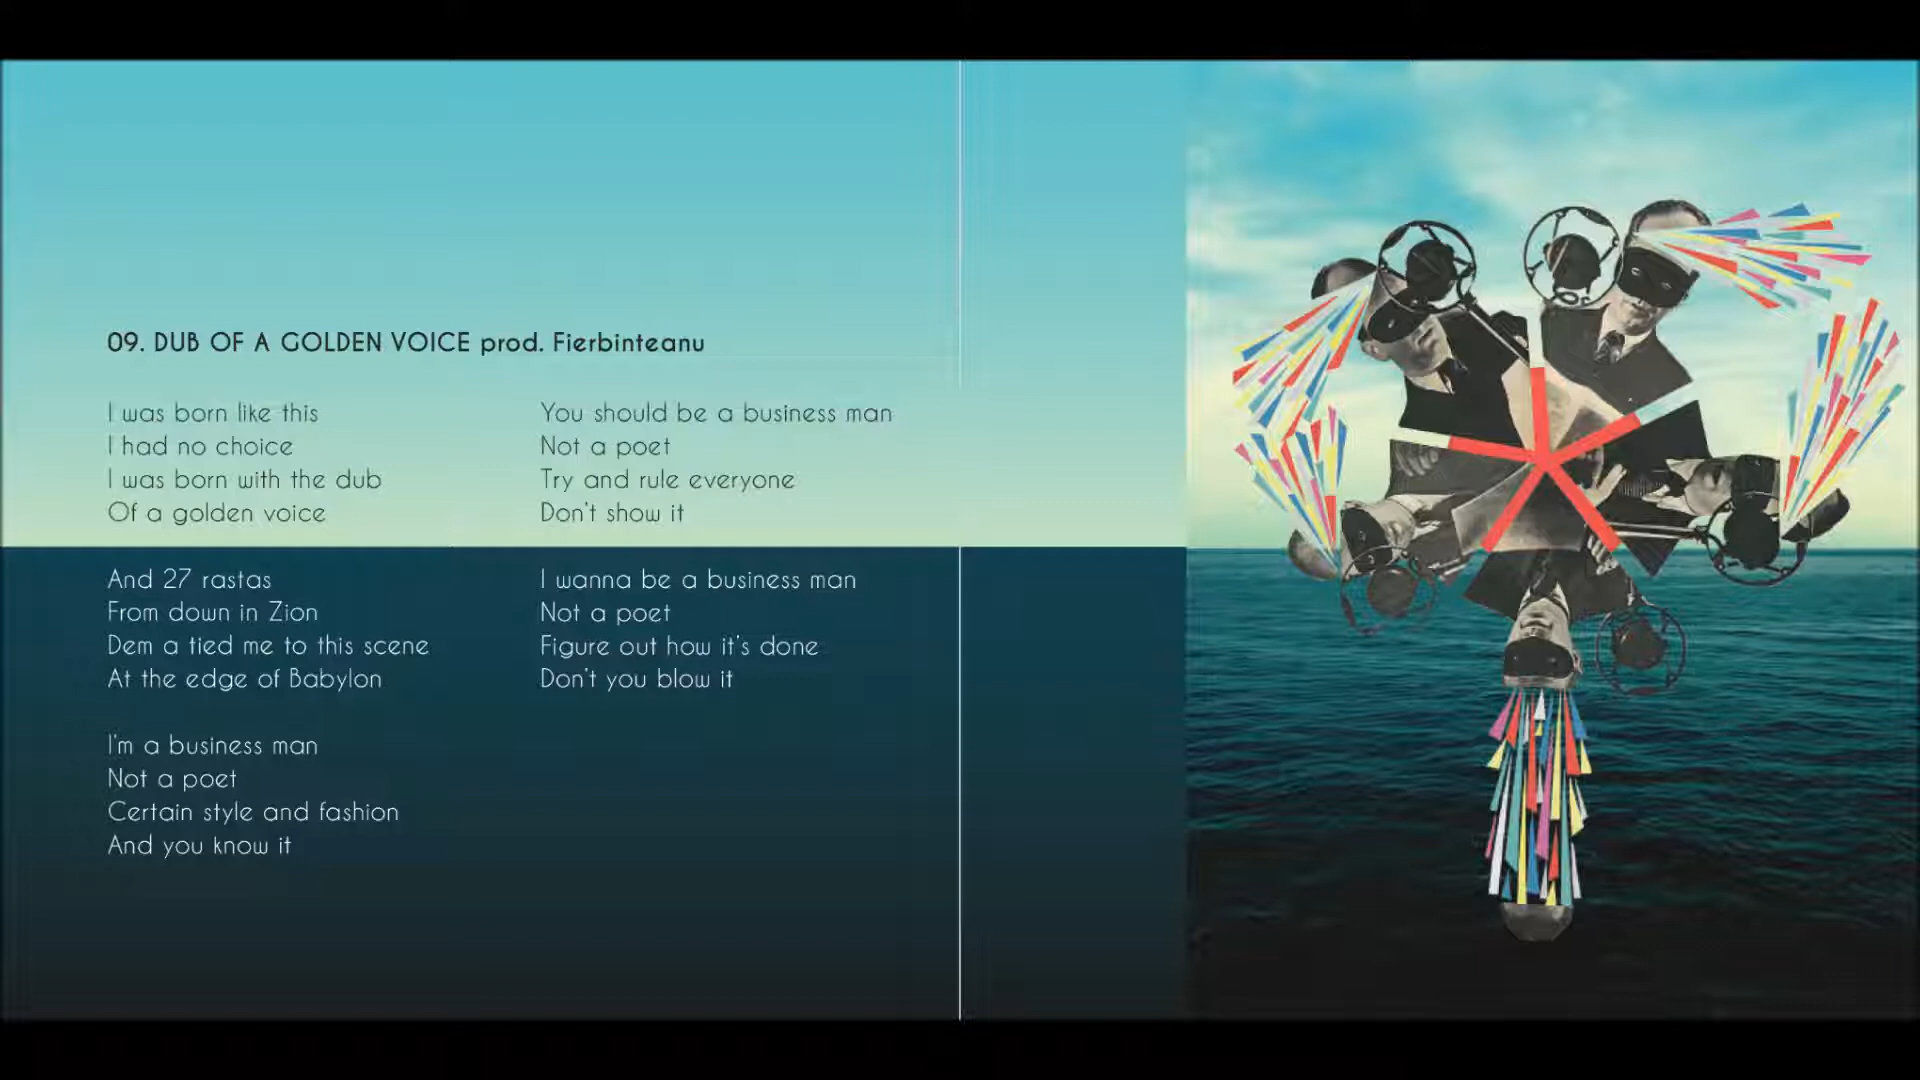 09. DUB OF A GOLDEN VOICE prod. Fierbinteanu
I was born like this
I had no choice
I was born with the dub
Of a golden voice
And 27 rastas
From down in Zion
Dem a tied me to this scene
At the edge of Babylon
I'm a business man
Not a poet
Certain style and fashion
And you know it
You should be a business man
Not a poet
Try and rule everyone
Don't show it
I wanna be a business man
Not a poet
Figure out how it's done
Don't you blow it